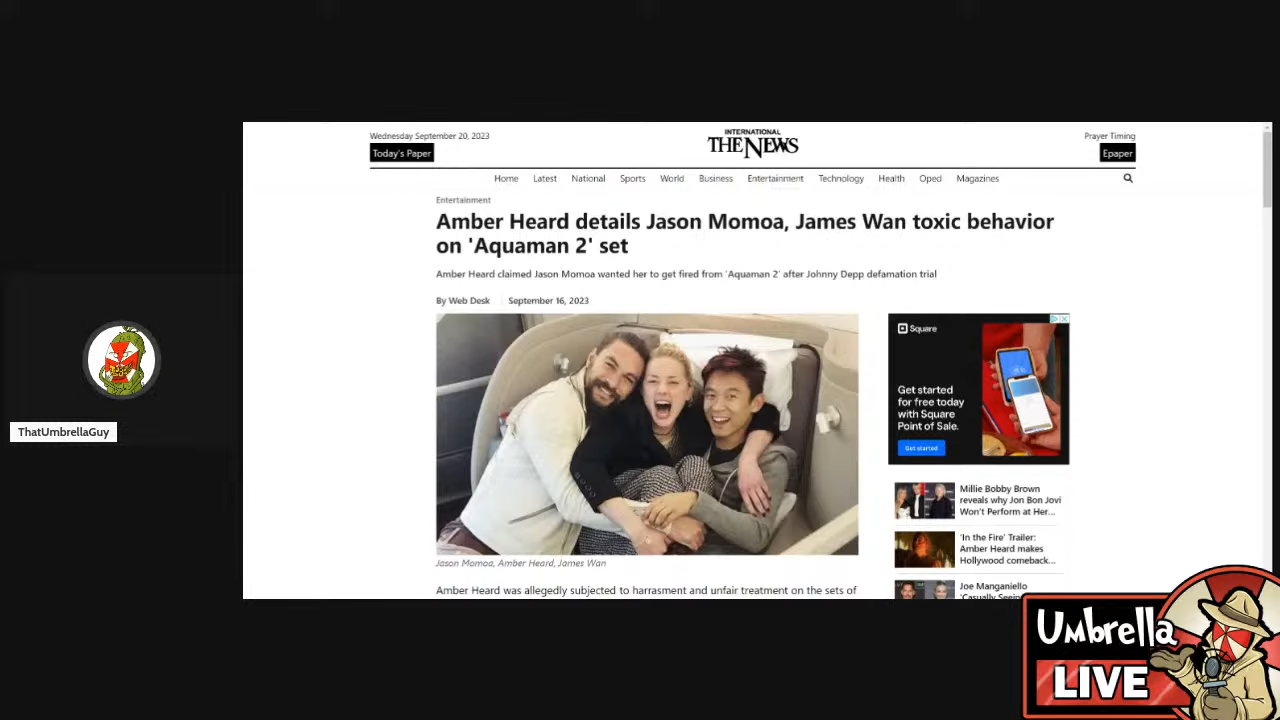 Wednesday September 20, 2023
INTERNATIONAL
THE NEWS
Prayer Timing
Today's Paper
Epaper
Home Latest National Sports World Business Entertainment Technology Health Oped Magazines
Entertainment
Amber Heard details Jason Momoa, James Wan toxic behavior
on 'Aquaman 2' set
Amber Heard claimed Jason Momoa wanted her to get fired from 'Aquaman 2' after Johnny Depp defamation trial
By Web Desk September 16, 2023
Square
Get started
for free today
with Square
Point of Sale.
Get started
Millie Bobby Brown
reveals why Jon Bon Jovi
Won't Perform at Her...
'In the Fire' Trailer:
Amber Heard makes
Hollywood comeback...
Joe Manganiello
'Casually Seeing
Jason Momoa, Amber Heard, James Wan
Amber Heard was allegedly subjected to harrasment and unfair treatment on the sets of
ThatUmbrellaGuy
Umbrella
LIVE